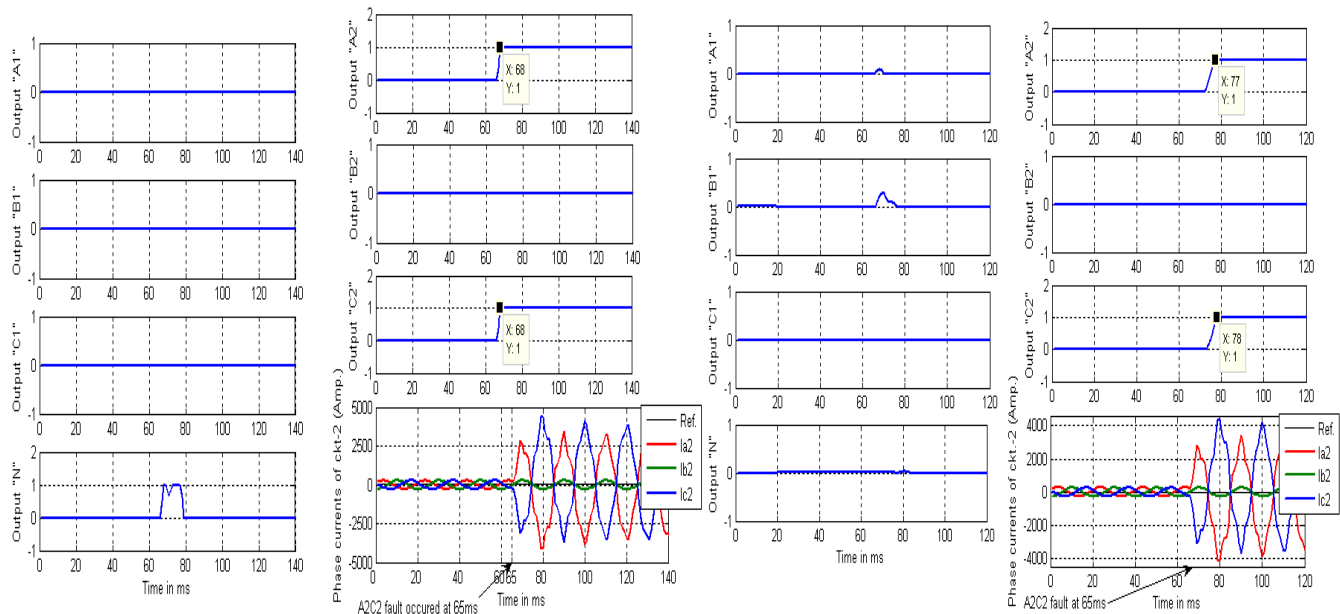 Output "A1"
1
0
-1
0 20 40 60 80 100 120 140
Output "B1"
1
0
-1
0 20 40 60 80 100 120 140
Output "C1"
1
0
-1
0 20 40 60 80 100 120 140
Output "N"
2
1
0
-1
0 20 40 60 80 100 120 140
Time in ms
Output "A2"
2
1
0
-1
X: 68
Y: 1
0 20 40 60 80 100 120 140
Output "B2"
1
0
-1
0 20 40 60 80 100 120 140
Output "C2"
2
1
0
-1
X: 68
Y: 1
0 20 40 60 80 100 120 140
Phase currents of ckt-2 (Amp.)
5000
2500
0
-2500
-5000
Ref.
Ia2
Ib2
Ic2
0 20 40 6065 80 100 120 140
A2C2 fault occured at 65ms
Time in ms
Output "A1"
1
0
-1
0 20 40 60 80 100 120
Output "B1"
1
0
-1
0 20 40 60 80 100 120
Output "C1"
1
0
-1
0 20 40 60 80 100 120
Output "N"
1
0
-1
0 20 40 60 80 100 120
Time in ms
Output "A2"
2
1
0
-1
X: 77
Y: 1
0 20 40 60 80 100 120
Output "B2"
1
0
-1
0 20 40 60 80 100 120
Output "C2"
2
1
0
-1
X: 78
Y: 1
0 20 40 60 80 100 120
Phase currents of ckt.-2 (Amp.)
4000
2000
0
-2000
-4000
Ref.
Ia2
Ib2
Ic2
0 20 40 60 80 100 120
A2C2 fault at 65ms
Time in ms